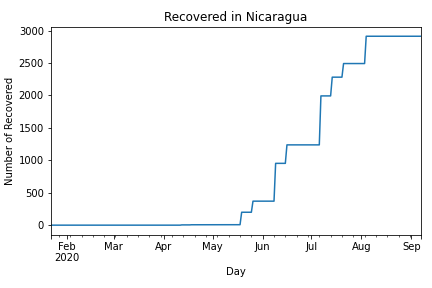 Recovered in Nicaragua
Number of Recovered
3000
2500
2000
1500
1000
500
0
Feb Mar Apr May Jun Jul Aug Sep
2020
Day